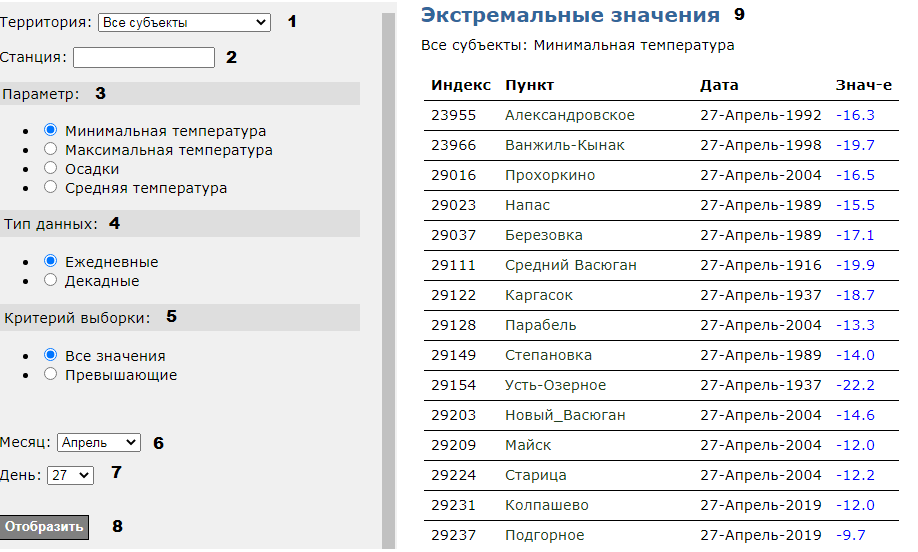 Территория: Все субъекты 1
Станция: 2
Параметр: 3
Минимальная температура
Максимальная температура
Осадки
Средняя температура
Тип данных: 4
Ежедневные
Декадные
Критерий выборки: 5
Все значения
Превышающие
Месяц: Апрель 6
День: 27 7
Отобразить 8
Экстремальные значения 9
Все субъекты: Минимальная температура
Индекс Пункт Дата Знач-е
23955 Александровское 27-Апрель-1992 -16.3
23966 Ванжиль-Кынак 27-Апрель-1998 -19.7
29016 Прохоркино 27-Апрель-2004 -16.5
29023 Напас 27-Апрель-1989 -15.5
29037 Березовка 27-Апрель-1989 -17.1
29111 Средний Васюган 27-Апрель-1916 -19.9
29122 Каргасок 27-Апрель-1937 -18.7
29128 Парабель 27-Апрель-2004 -13.3
29149 Степановка 27-Апрель-1989 -14.0
29154 Усть-Озерное 27-Апрель-1937 -22.2
29203 Новый_Васюган 27-Апрель-2004 -14.6
29209 Майск 27-Апрель-2004 -12.0
29224 Старица 27-Апрель-2004 -12.2
29231 Колпашево 27-Апрель-2019 -12.0
29237 Подгорное 27-Апрель-2019 -9.7